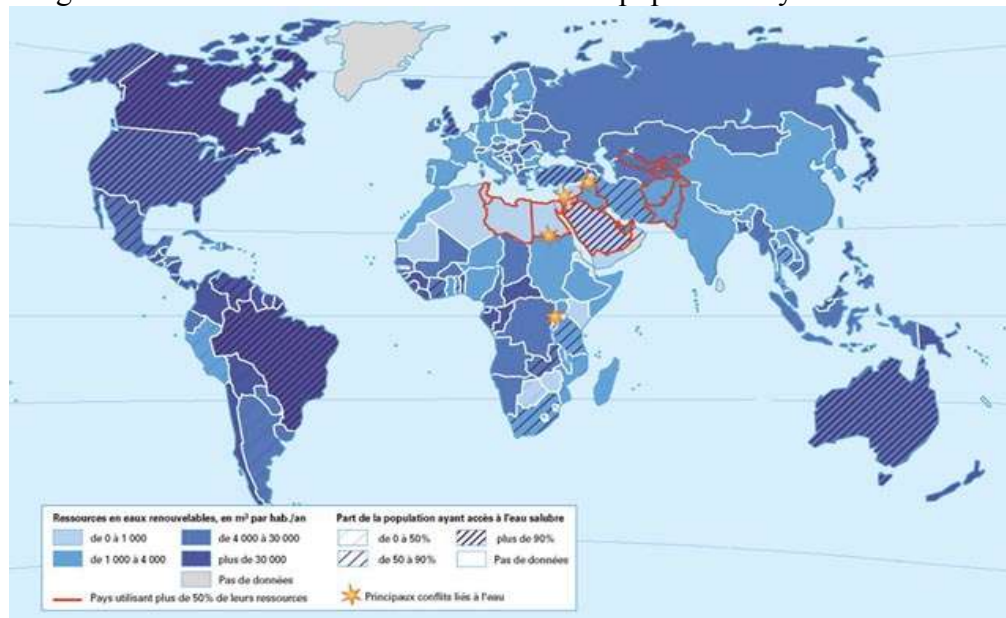 Ressources en eaux renouvelables, en m³ par hab./an
de 0 à 1 000
de 4 000 à 30 000
de 1 000 à 4 000
plus de 30 000
Pas de données
Pays utilisant plus de 50% de leurs ressources
Part de la population ayant accès à l'eau salubre
de 0 à 50%
plus de 90%
de 50 à 90%
Pas de données
Principaux conflits liés à l'eau